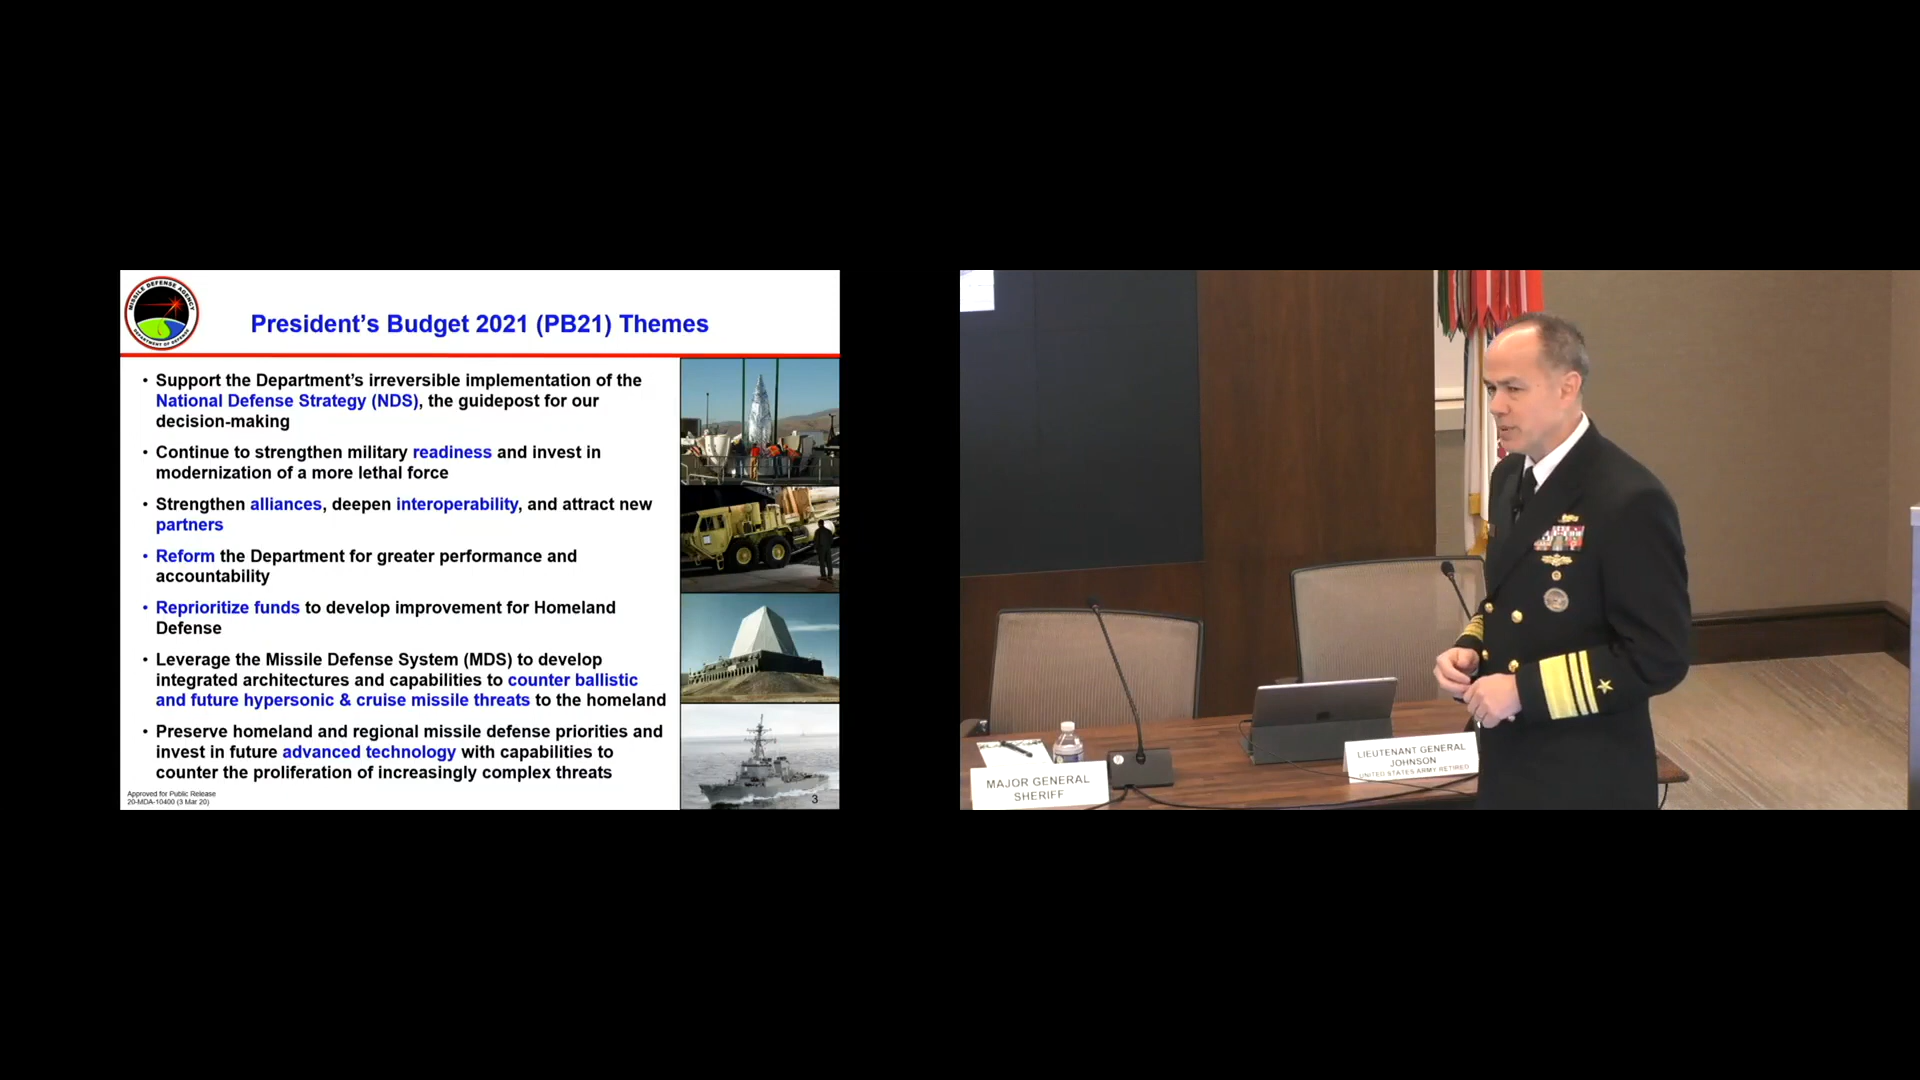 MISSILE DEFENSE AGENCY
DEPARTMENT OF DEFENSE
President's Budget 2021 (PB21) Themes
• Support the Department's irreversible implementation of the
National Defense Strategy (NDS), the guidepost for our
decision-making
• Continue to strengthen military readiness and invest in
modernization of a more lethal force
• Strengthen alliances, deepen interoperability, and attract new
partners
• Reform the Department for greater performance and
accountability
• Reprioritize funds to develop improvement for Homeland
Defense
• Leverage the Missile Defense System (MDS) to develop
integrated architectures and capabilities to counter ballistic
and future hypersonic & cruise missile threats to the homeland
• Preserve homeland and regional missile defense priorities and
invest in future advanced technology with capabilities to
counter the proliferation of increasingly complex threats
Approved for Public Release
20-MDA-10400 (3 Mar 20)
3
MAJOR GENERAL
SHERIFF
LIEUTENANT GENERAL
JOHNSON
UNITED STATES ARMY RETIRED